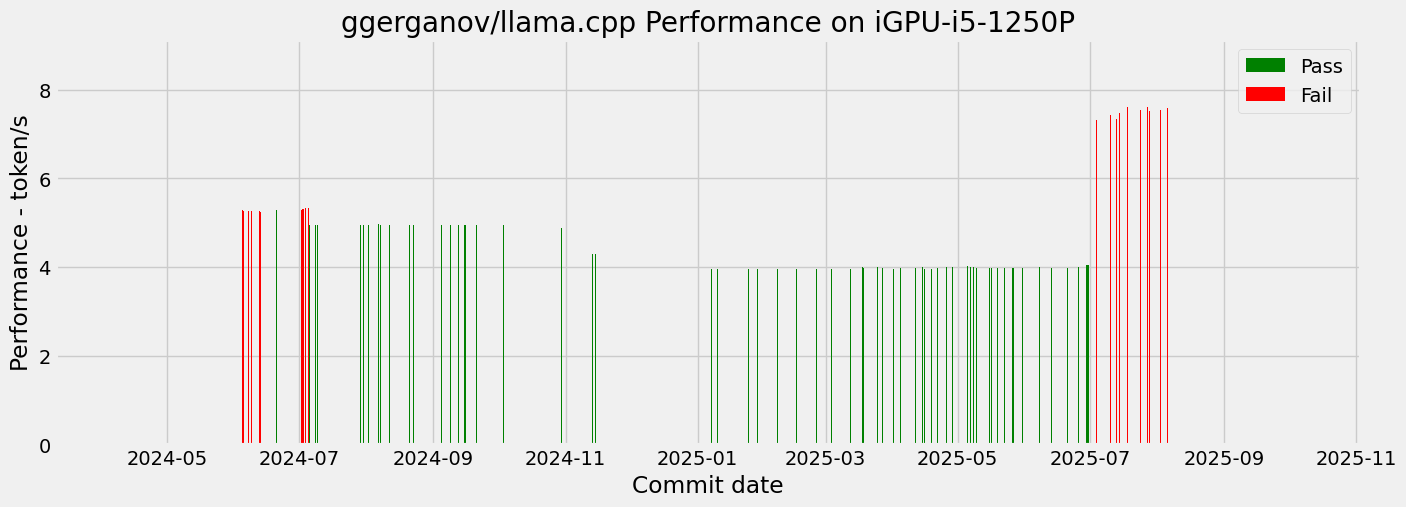 ggerganov/llama.cpp Performance on iGPU-i5-1250P
Pass
Fail
Performance - token/s
8
6
4
2
0
2024-05 2024-07 2024-09 2024-11 2025-01 2025-03 2025-05 2025-07 2025-09 2025-11
Commit date